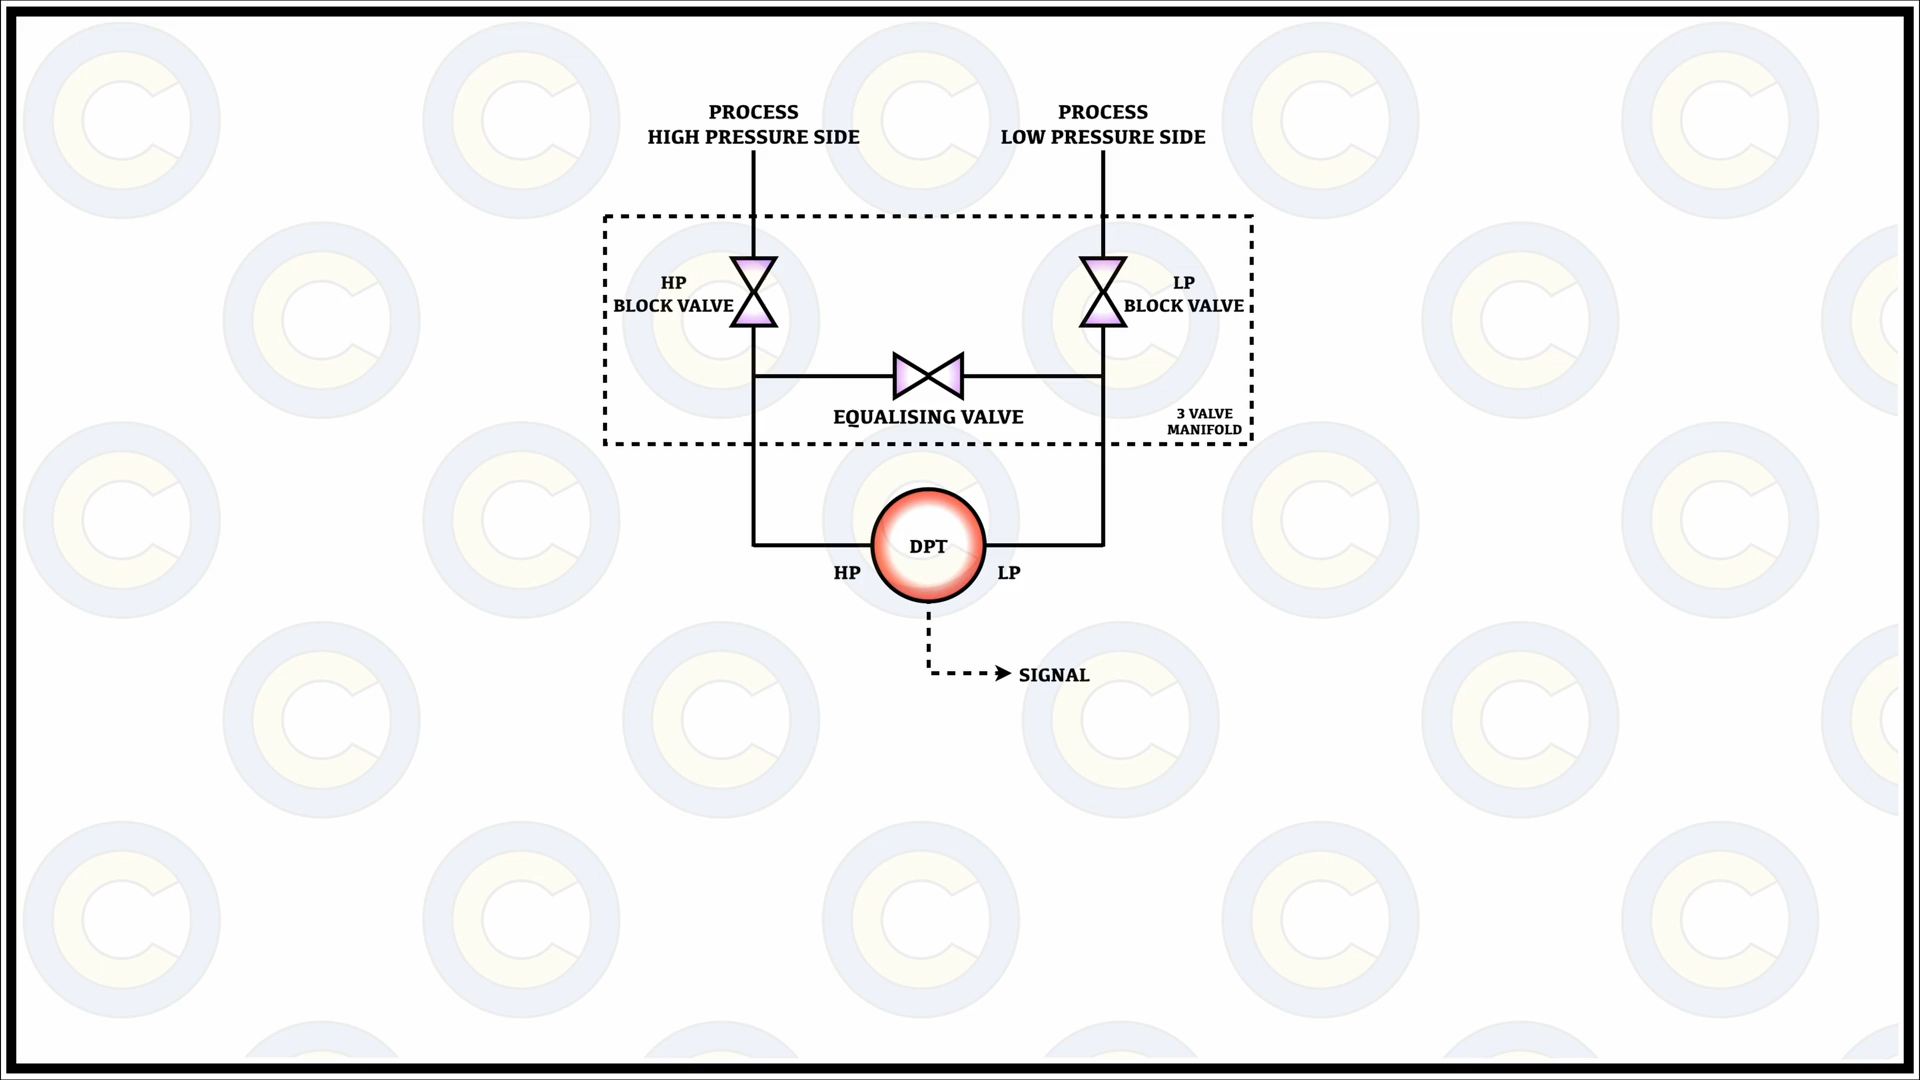 PROCESS
HIGH PRESSURE SIDE
PROCESS
LOW PRESSURE SIDE
HP
BLOCK VALVE
LP
BLOCK VALVE
EQUALISING VALVE
3 VALVE
MANIFOLD
DPT
HP
LP
SIGNAL